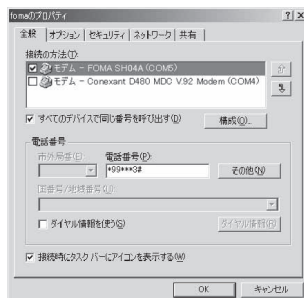 fomaのプロパティ
全般 オプション セキュリティ ネットワーク 共有
接続の方法(T):
モデム - FOMA SH04A (COM5)
モデム - Conexant D480 MDC V.92 Modem (COM4)
すべてのデバイスで同じ番号を呼び出す(D)
構成(O)...
電話番号
市外局番(E):
電話番号(P):
*99***3#
その他(N)
国番号/地域番号(U):
ダイヤル情報を使う(S)
ダイヤル情報(R)
接続時にタスク バーにアイコンを表示する(W)
OK
キャンセル